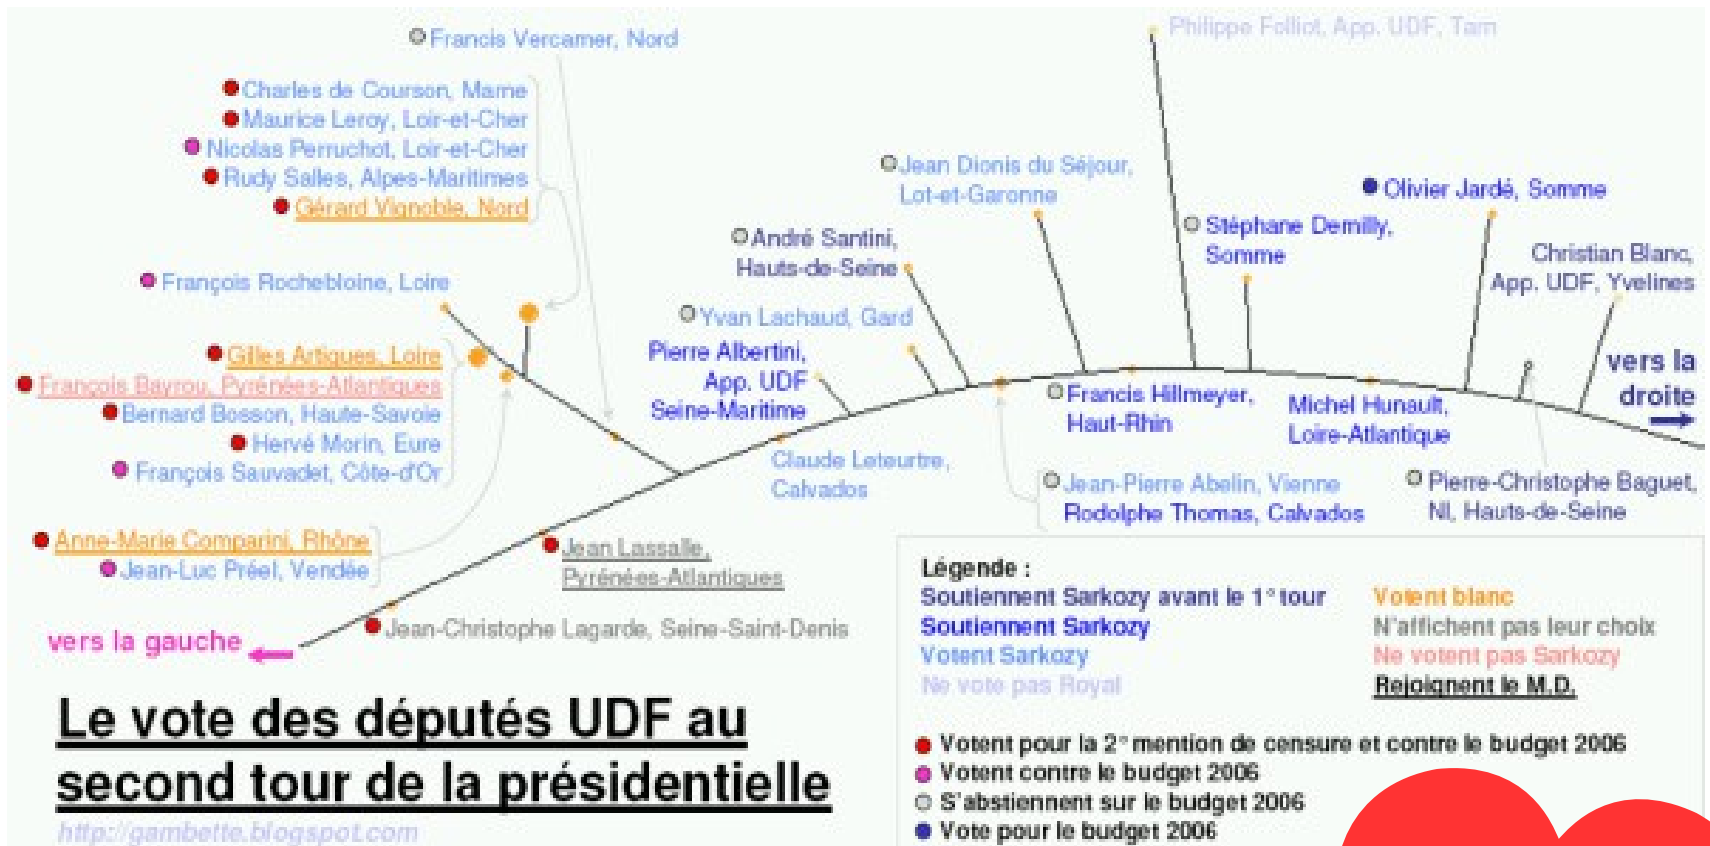 Philippe Folliot, App. UDF, Tarn
Francis Vercamer, Nord
Charles de Courson, Marne
Maurice Leroy, Loir-et-Cher
Nicolas Perruchot, Loir-et-Cher
Rudy Salles, Alpes-Maritimes
Gérard Vignoble, Nord
Jean Dionis du Séjour,
Lot-et-Garonne
Olivier Jardé, Somme
Stéphane Demilly,
Somme
André Santini,
Hauts-de-Seine
Christian Blanc,
App. UDF, Yvelines
François Rochebloine, Loire
Yvan Lachaud, Gard
Pierre Albertini,
App. UDF
Seine-Maritime
Gilles Artigues, Loire
François Bayrou, Pyrénées-Atlantiques
Bernard Bosson, Haute-Savoie
Hervé Morin, Eure
François Sauvadet, Côte-d'Or
vers la
droite
Francis Hillmeyer,
Haut-Rhin
Michel Hunault,
Loire-Atlantique
Claude Leteurtre,
Calvados
Jean-Pierre Abelin, Vienne
Rodolphe Thomas, Calvados
Pierre-Christophe Baguet,
NI, Hauts-de-Seine
Anne-Marie Comparini, Rhône
Jean-Luc Préel, Vendée
Jean Lassalle,
Pyrénées-Atlantiques
Jean-Christophe Lagarde, Seine-Saint-Denis
vers la gauche
Le vote des députés UDF au
second tour de la présidentielle
http://gambette.blogspot.com
Légende :
Soutiennent Sarkozy avant le 1° tour
Soutiennent Sarkozy
Votent Sarkozy
Ne vote pas Royal
Votent blanc
N'affichent pas leur choix
Ne votent pas Sarkozy
Rejoignent le M.D.
Votent pour la 2° mention de censure et contre le budget 2006
Votent contre le budget 2006
S'abstiennent sur le budget 2006
Vote pour le budget 2006